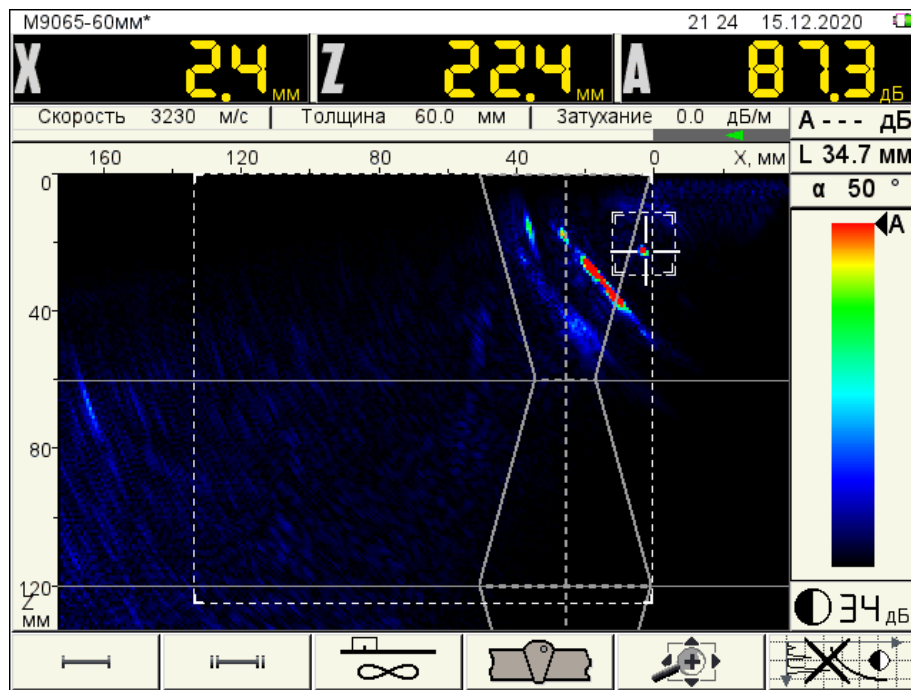 М9065-60мм* 21 24 15.12.2020
X 2.4 мм Z 22.4 мм A 87.3 дБ
Скорость 3230 м/с Толщина 60.0 мм Затухание 0.0 дБ/м A - - - дБ
160 120 80 40 0 X, мм L 34.7 мм
0 α 50 °
A
40
80
120
Z
мм
34 дБ